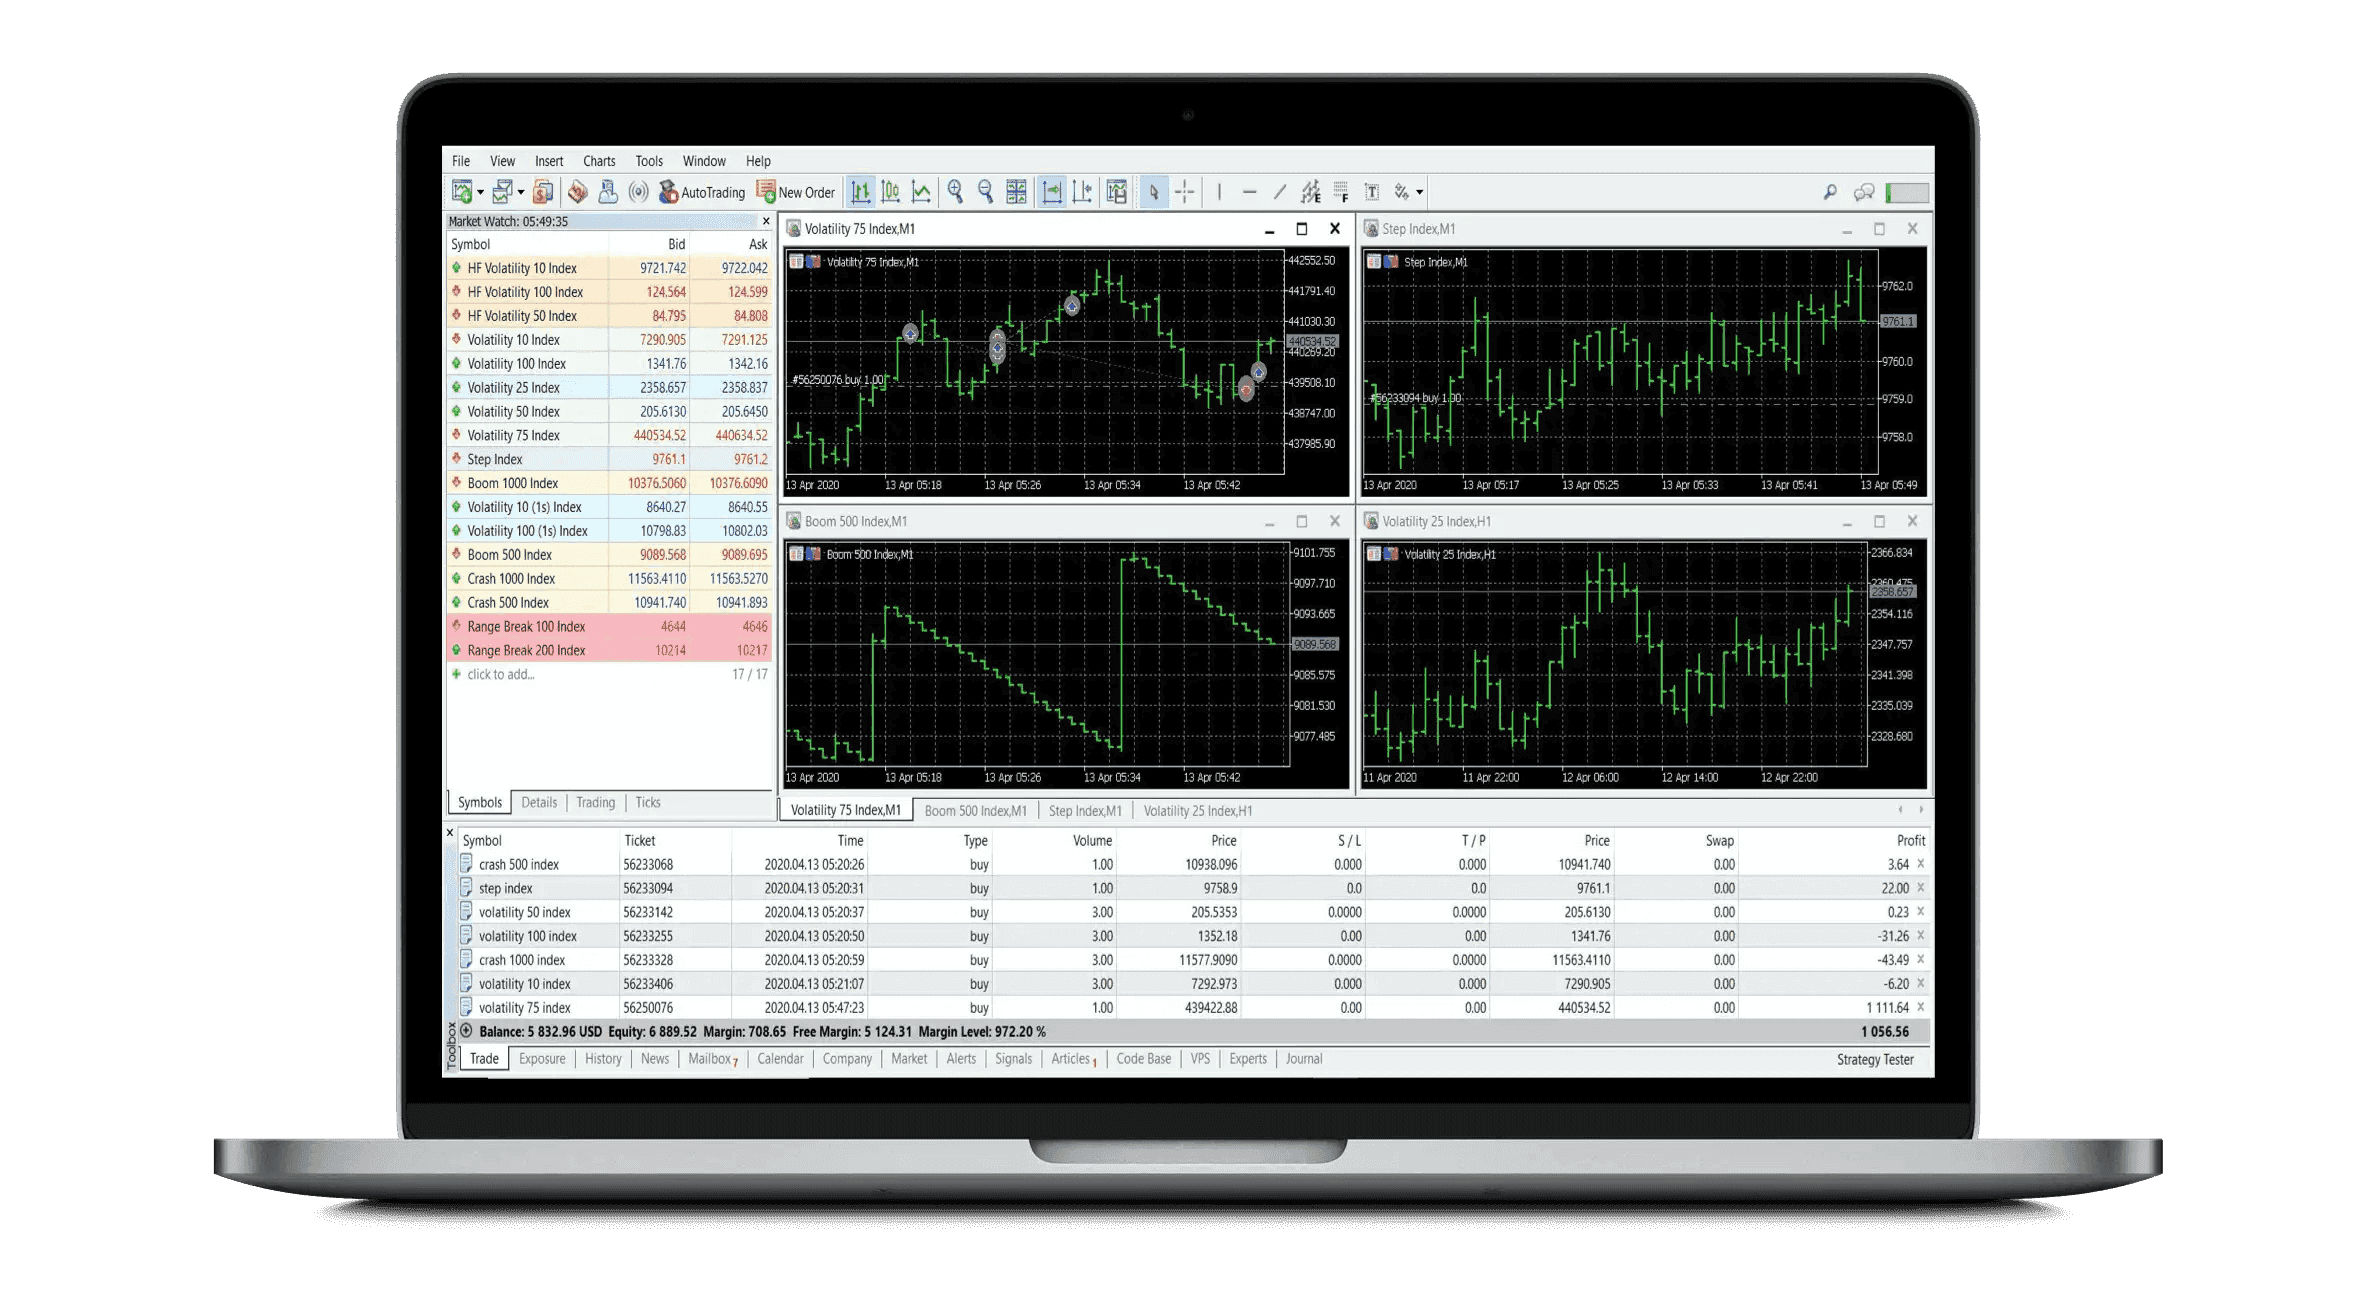 File View Insert Charts Tools Window Help
AutoTrading New Order
Market Watch: 05:49:35
Symbol Bid Ask
HF Volatility 10 Index 9721.742 9722.042
HF Volatility 100 Index 124.564 124.599
HF Volatility 50 Index 84.795 84.808
Volatility 10 Index 7290.905 7291.125
Volatility 100 Index 1341.76 1342.16
Volatility 25 Index 2358.657 2358.837
Volatility 50 Index 205.6130 205.6450
Volatility 75 Index 440534.52 440634.52
Step Index 9761.1 9761.2
Boom 1000 Index 10376.5060 10376.6090
Volatility 10 (1s) Index 8640.27 8640.55
Volatility 100 (1s) Index 10798.83 10802.03
Boom 500 Index 9089.568 9089.695
Crash 1000 Index 11563.4110 11563.5270
Crash 500 Index 10941.740 10941.893
Range Break 100 Index 4644 4646
Range Break 200 Index 10214 10217
click to add... 17 / 17
Symbols Details Trading Ticks
Volatility 75 Index,M1
Volatility 75 Index,M1
442552.50
441791.40
441030.30
440534.52
440269.20
439508.10
438747.00
437985.90
#56250076 buy 1.00
13 Apr 2020 13 Apr 05:18 13 Apr 05:26 13 Apr 05:34 13 Apr 05:42
Step Index,M1
Step Index,M1
9762.0
9761.1
9760.0
9759.0
9758.0
#56233094 buy 1.00
13 Apr 2020 13 Apr 05:17 13 Apr 05:25 13 Apr 05:33 13 Apr 05:41 13 Apr 05:49
Boom 500 Index,M1
Boom 500 Index,M1
9101.755
9097.710
9093.665
9089.568
9085.575
9081.530
9077.485
13 Apr 2020 13 Apr 05:18 13 Apr 05:26 13 Apr 05:34 13 Apr 05:42
Volatility 25 Index,H1
Volatility 25 Index,H1
2366.834
2360.475
2358.657
2354.116
2347.757
2341.398
2335.039
2328.680
11 Apr 2020 11 Apr 22:00 12 Apr 06:00 12 Apr 14:00 12 Apr 22:00
Volatility 75 Index,M1 Boom 500 Index,M1 Step Index,M1 Volatility 25 Index,H1
Symbol Ticket Time Type Volume Price S / L T / P Price Swap Profit
crash 500 index 56233068 2020.04.13 05:20:26 buy 1.00 10938.096 0.000 0.000 10941.740 0.00 3.64
step index 56233094 2020.04.13 05:20:31 buy 1.00 9758.9 0.0 0.0 9761.1 0.00 22.00
volatility 50 index 56233142 2020.04.13 05:20:37 buy 3.00 205.5353 0.0000 0.0000 205.6130 0.00 0.23
volatility 100 index 56233255 2020.04.13 05:20:50 buy 3.00 1352.18 0.00 0.00 1341.76 0.00 -31.26
crash 1000 index 56233328 2020.04.13 05:20:59 buy 3.00 11577.9090 0.0000 0.0000 11563.4110 0.00 -43.49
volatility 10 index 56233406 2020.04.13 05:21:07 buy 3.00 7292.973 0.000 0.000 7290.905 0.00 -6.20
volatility 75 index 56250076 2020.04.13 05:47:23 buy 1.00 439422.88 0.00 0.00 440534.52 0.00 1 111.64
Balance: 5 832.96 USD Equity: 6 889.52 Margin: 708.65 Free Margin: 5 124.31 Margin Level: 972.20 % 1 056.56
Toolbox
Trade Exposure History News Mailbox 7 Calendar Company Market Alerts Signals Articles 1 Code Base VPS Experts Journal Strategy Tester